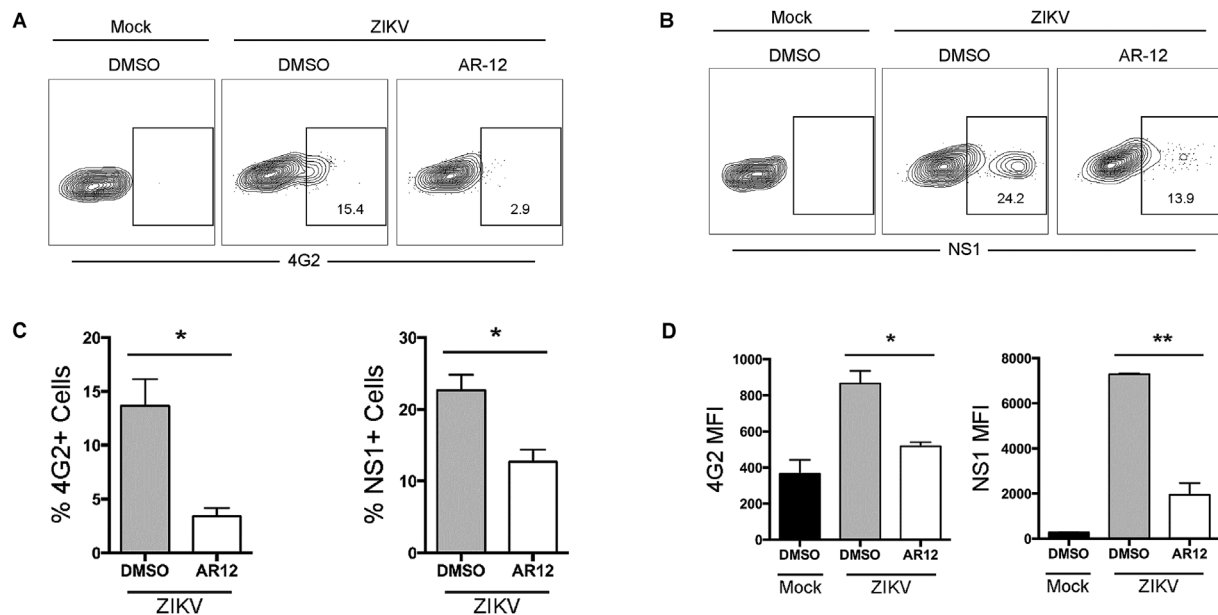 A
Mock
ZIKV
DMSO
DMSO
AR-12
15.4
2.9
4G2
B
Mock
ZIKV
DMSO
DMSO
AR-12
24.2
13.9
NS1
C
% 4G2+ Cells
20
15
10
5
0
*
DMSO
AR12
ZIKV
% NS1+ Cells
30
20
10
0
*
DMSO
AR12
ZIKV
D
4G2 MFI
1000
800
600
400
200
0
*
DMSO
DMSO
AR12
Mock
ZIKV
NS1 MFI
8000
6000
4000
2000
0
**
DMSO
DMSO
AR12
Mock
ZIKV